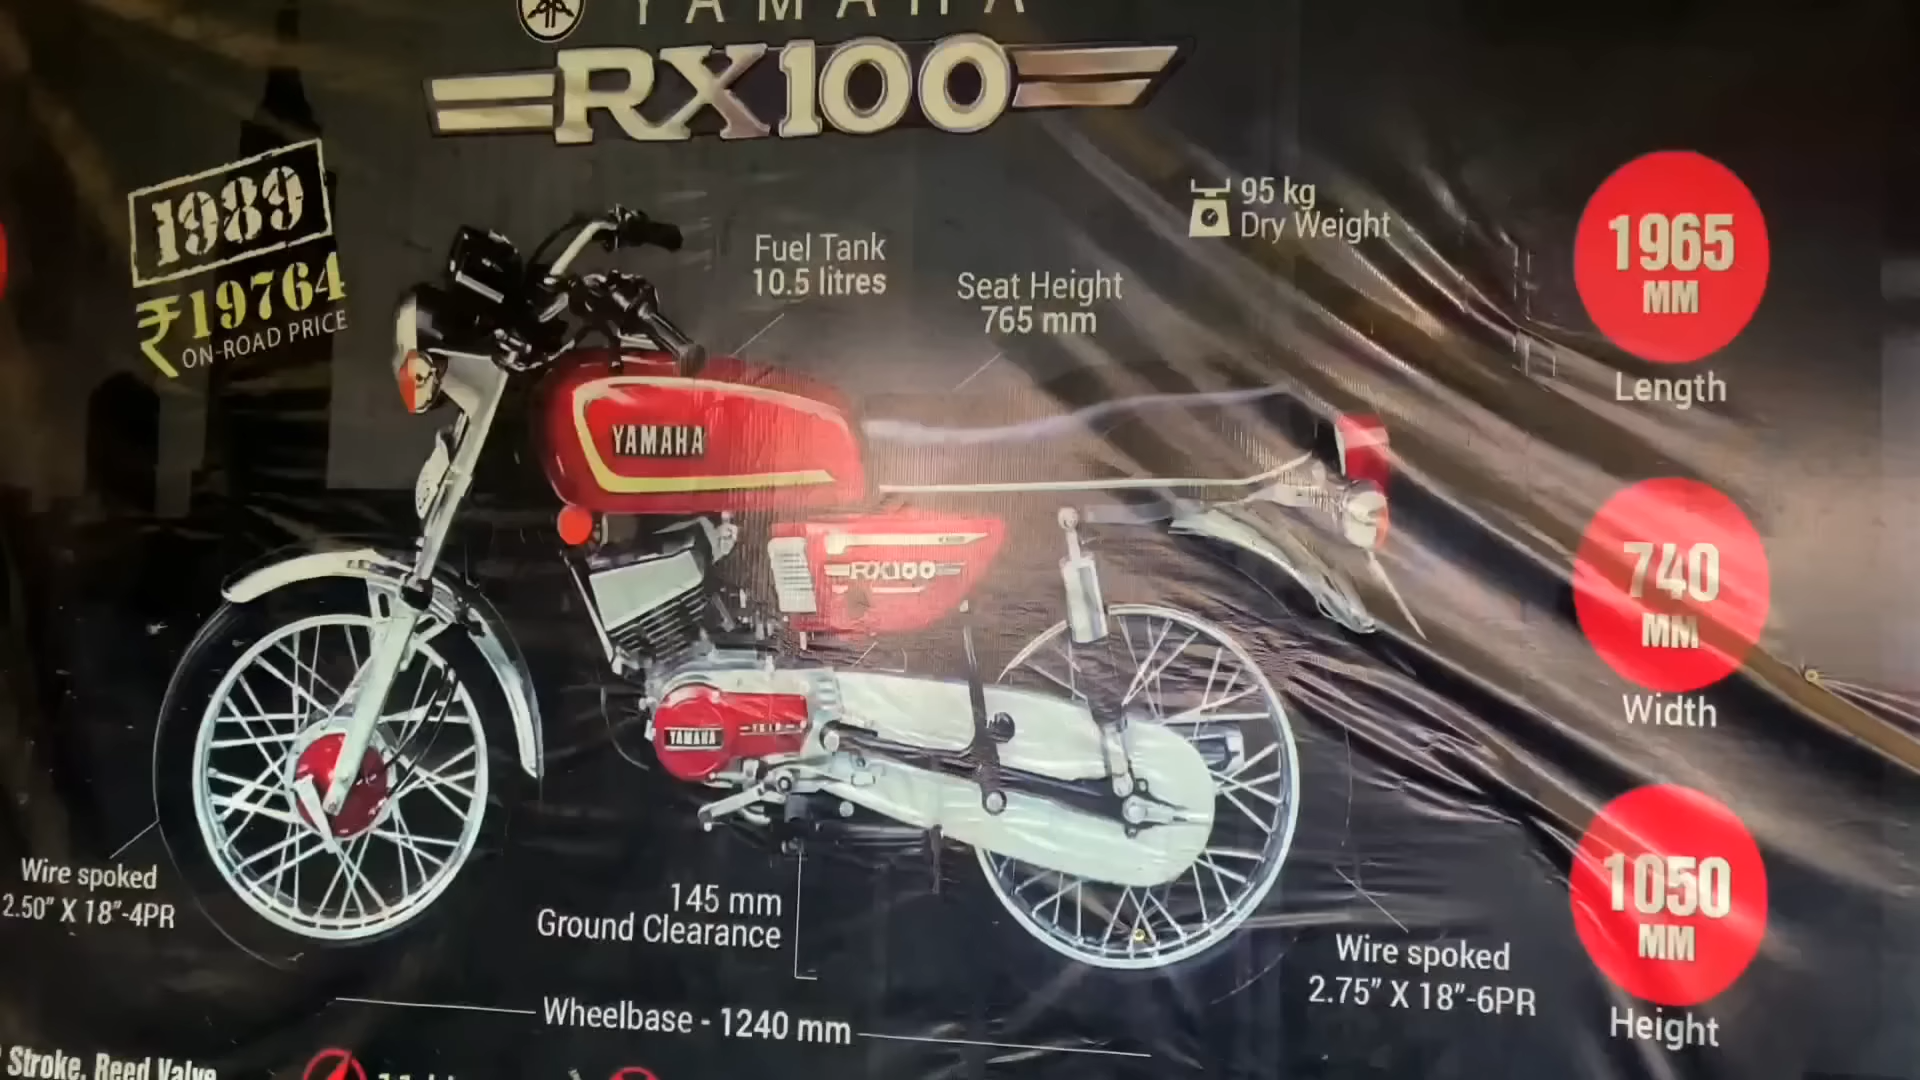 YAMAHA
RX100
1989
₹19764
ON-ROAD PRICE
95 kg
Dry Weight
Fuel Tank
10.5 litres
Seat Height
765 mm
1965
MM
Length
YAMAHA
RX100
740
MM
Width
YAMAHA
1050
MM
Height
Wire spoked
2.50” X 18”-4PR
145 mm
Ground Clearance
Wire spoked
2.75” X 18”-6PR
Wheelbase - 1240 mm
Stroke, Reed Valve